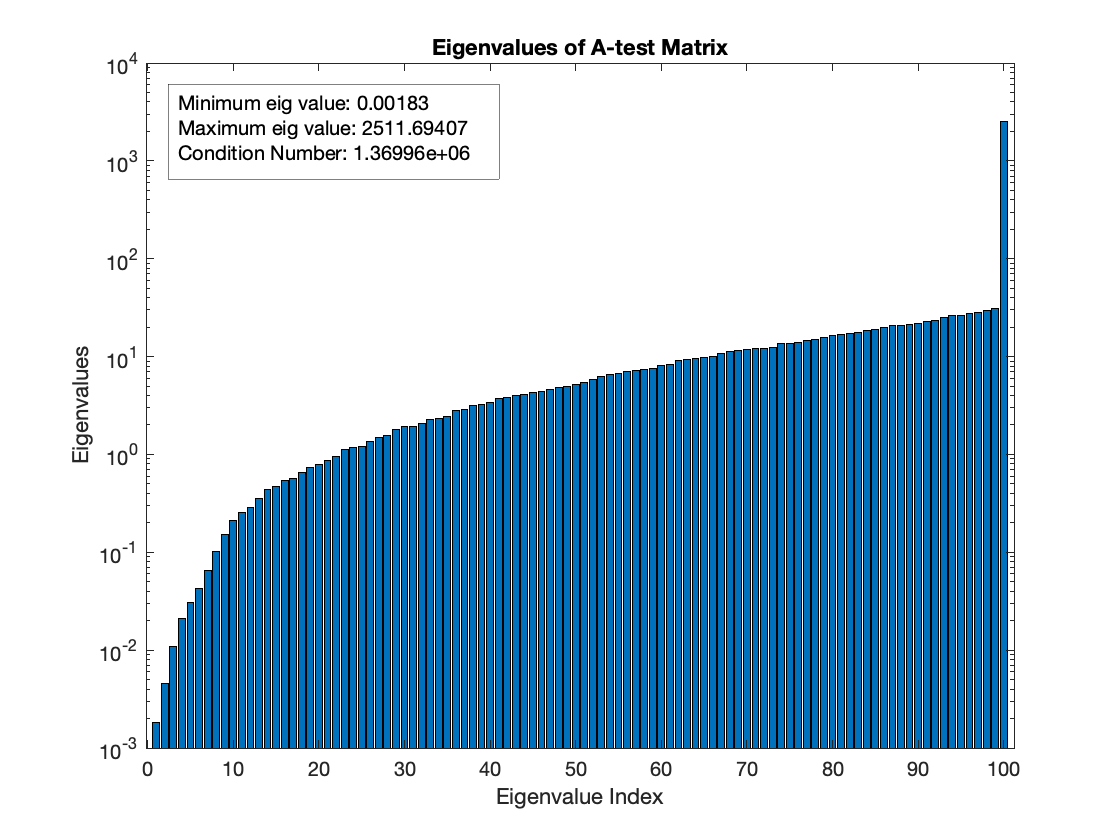 Eigenvalues of A-test Matrix
10^4
10^3
10^2
10^1
10^0
10^-1
10^-2
10^-3
Minimum eig value: 0.00183
Maximum eig value: 2511.69407
Condition Number: 1.36996e+06
Eigenvalues
0 10 20 30 40 50 60 70 80 90 100
Eigenvalue Index